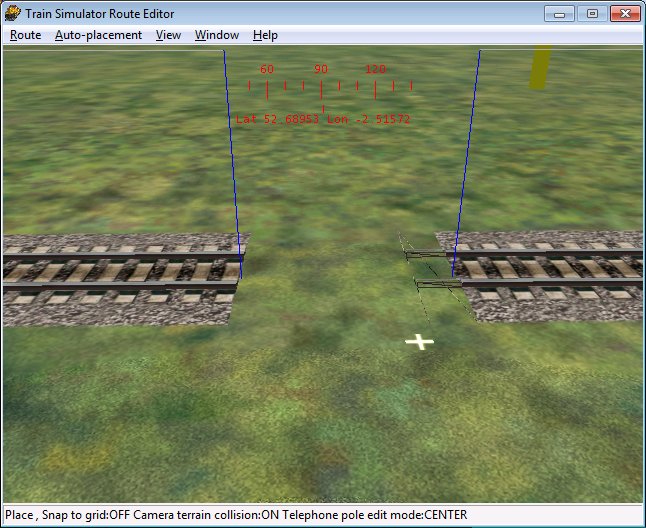 Train Simulator Route Editor
Route Auto-placement View Window Help
60 90 120
Lat 52.68953 Lon -2.51572
Place , Snap to grid:OFF Camera terrain collision:ON Telephone pole edit mode:CENTER